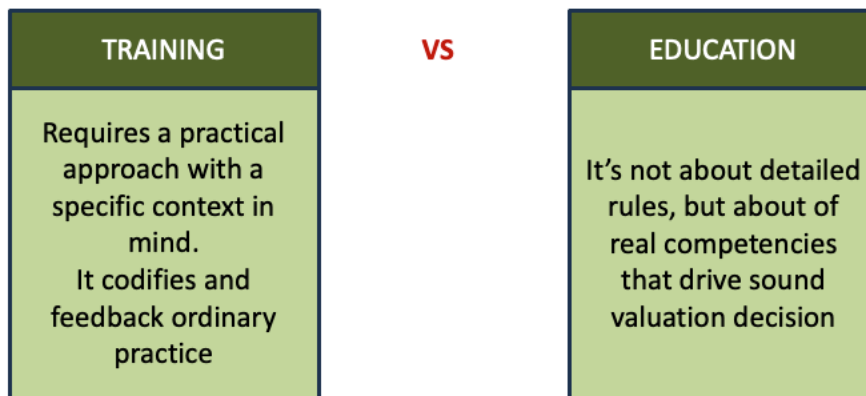 TRAINING
Requires a practical
approach with a
specific context in
mind.
It codifies and
feedback ordinary
practice
VS
EDUCATION
It’s not about detailed
rules, but about of
real competencies
that drive sound
valuation decision